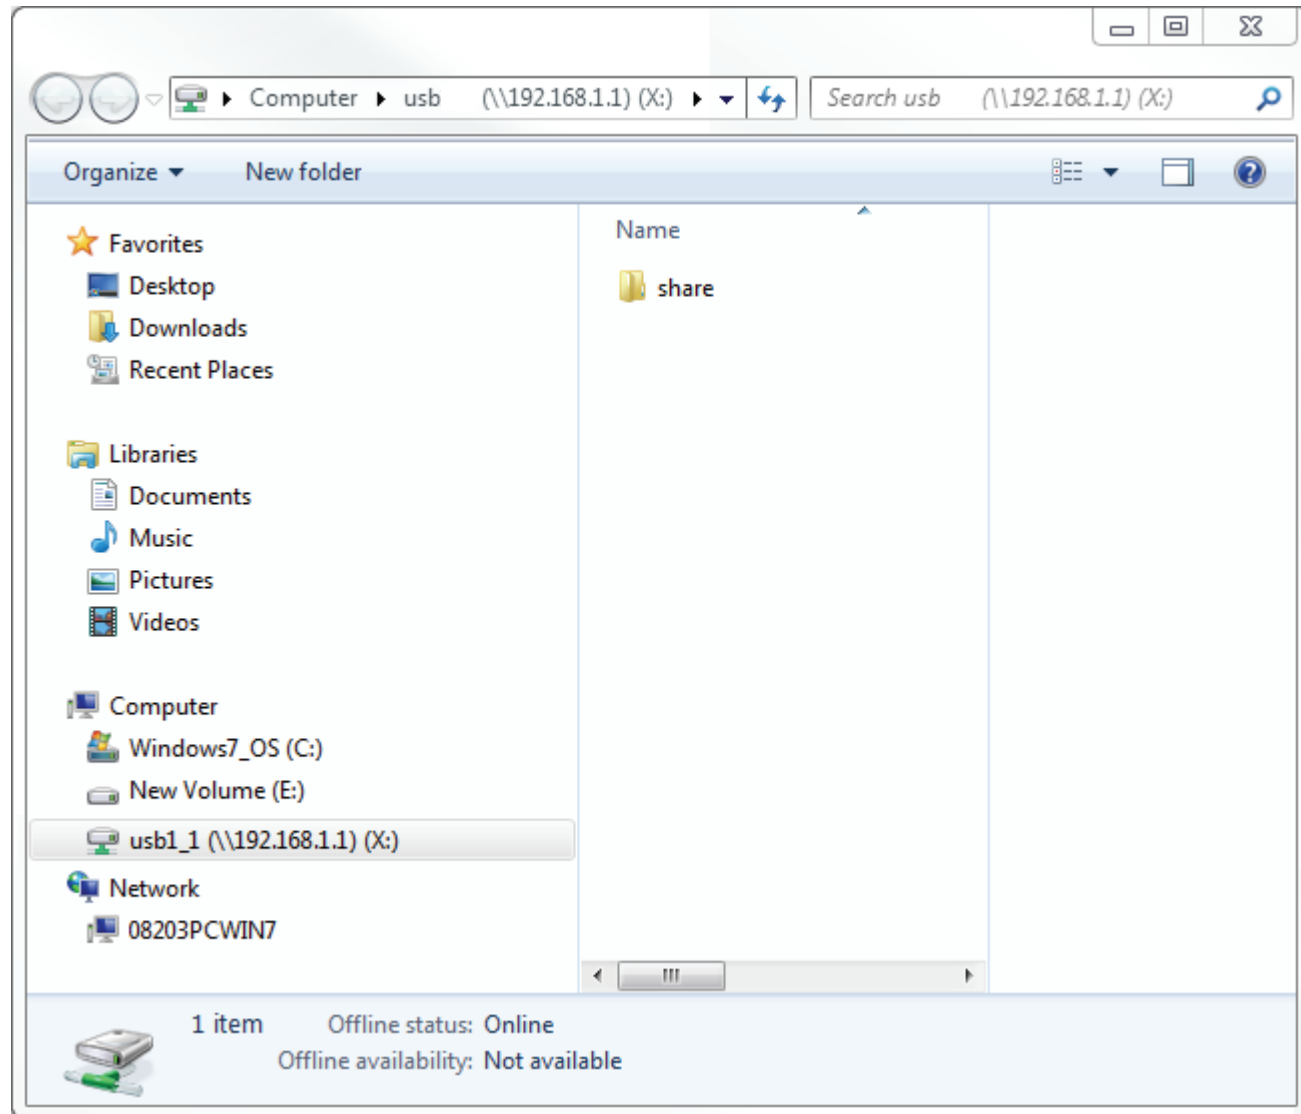 Computer usb (\\192.168.1.1) (X:)
Search usb (\\192.168.1.1) (X:)
Organize New folder
Favorites
Desktop
Downloads
Recent Places
Libraries
Documents
Music
Pictures
Videos
Computer
Windows7_OS (C:)
New Volume (E:)
usb1_1 (\\192.168.1.1) (X:)
Network
08203PCWIN7
Name
share
1 item Offline status: Online
Offline availability: Not available